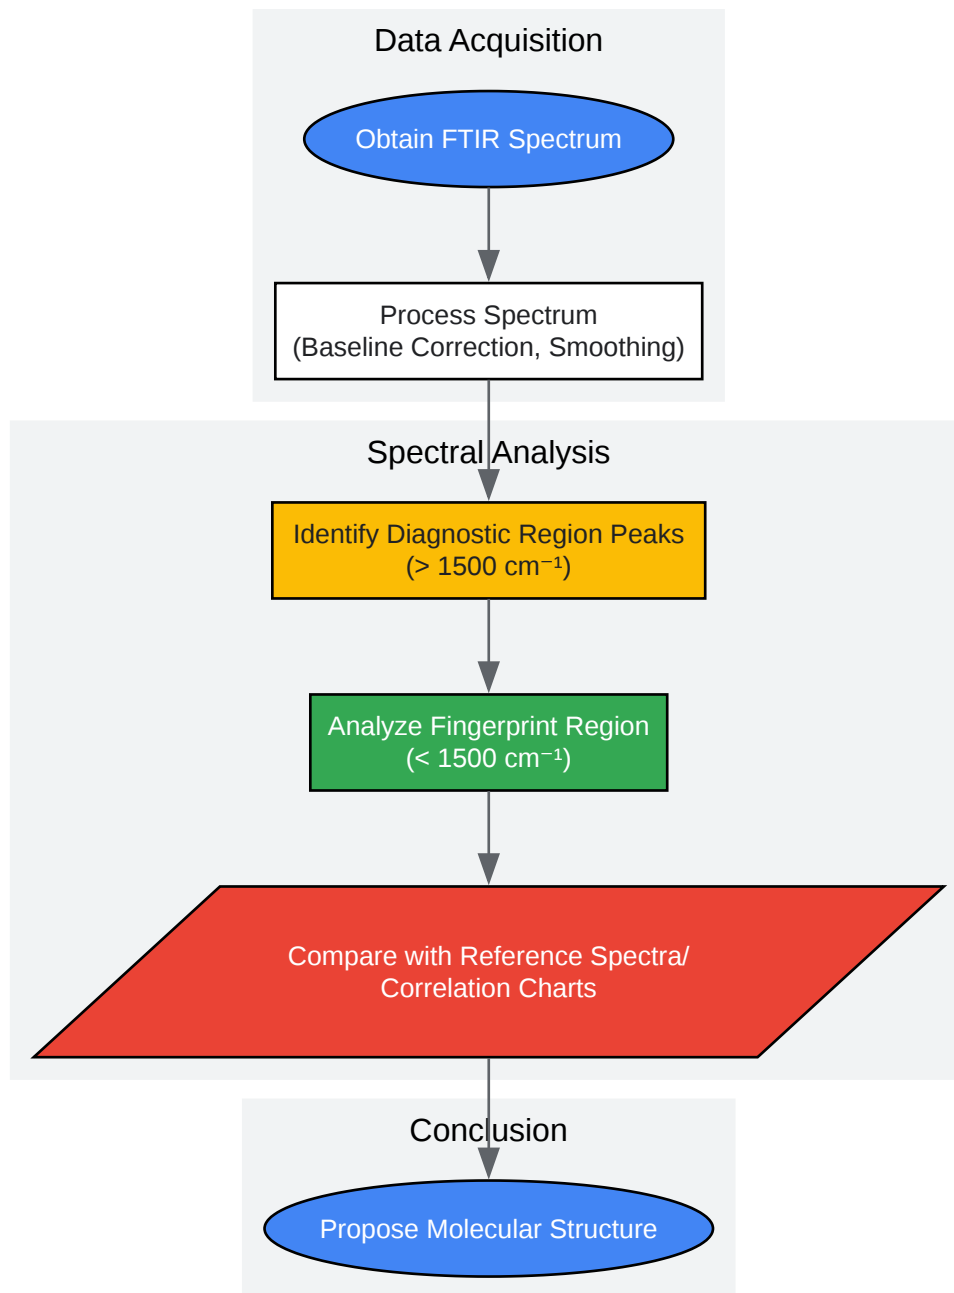 Data Acquisition
Obtain FTIR Spectrum
Process Spectrum
(Baseline Correction, Smoothing)
Spectral Analysis
Identify Diagnostic Region Peaks
(> 1500 cm⁻¹)
Analyze Fingerprint Region
(< 1500 cm⁻¹)
Compare with Reference Spectra/
Correlation Charts
Conclusion
Propose Molecular Structure